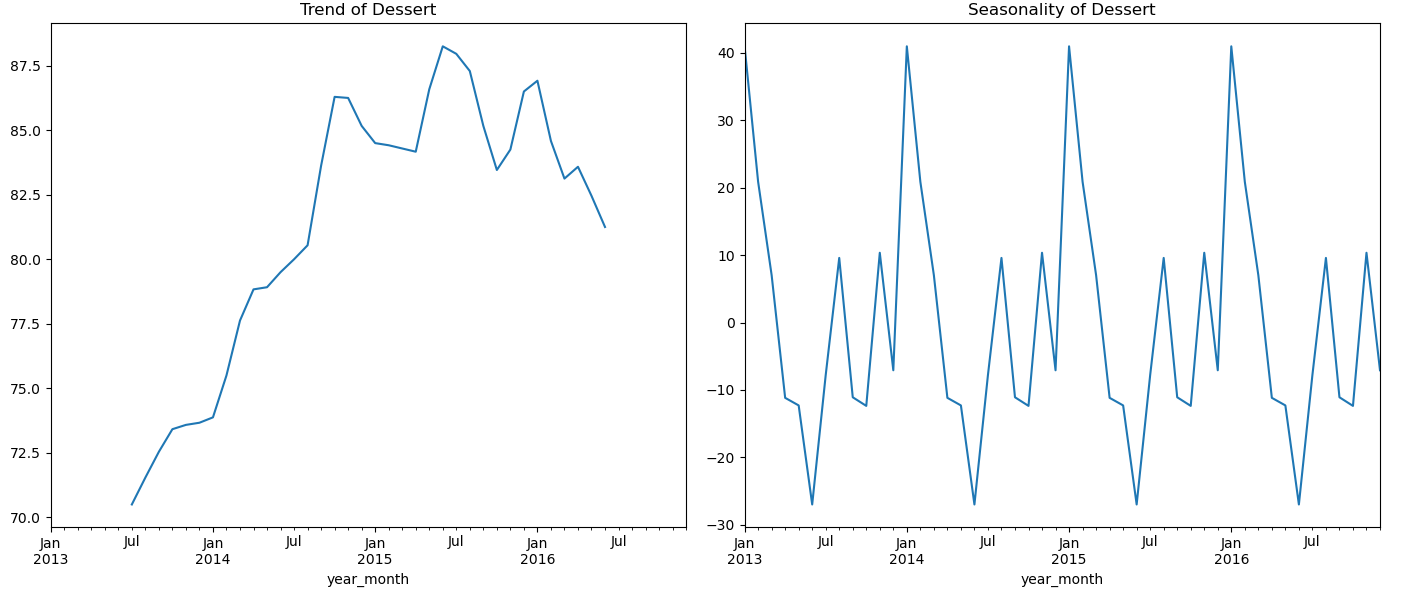 Trend of Dessert
87.5
85.0
82.5
80.0
77.5
75.0
72.5
70.0
Jan Jul Jan Jul Jan Jul Jan Jul
2013 2014 2015 2016
year_month
Seasonality of Dessert
40
30
20
10
0
−10
−20
−30
Jan Jul Jan Jul Jan Jul Jan Jul
2013 2014 2015 2016
year_month